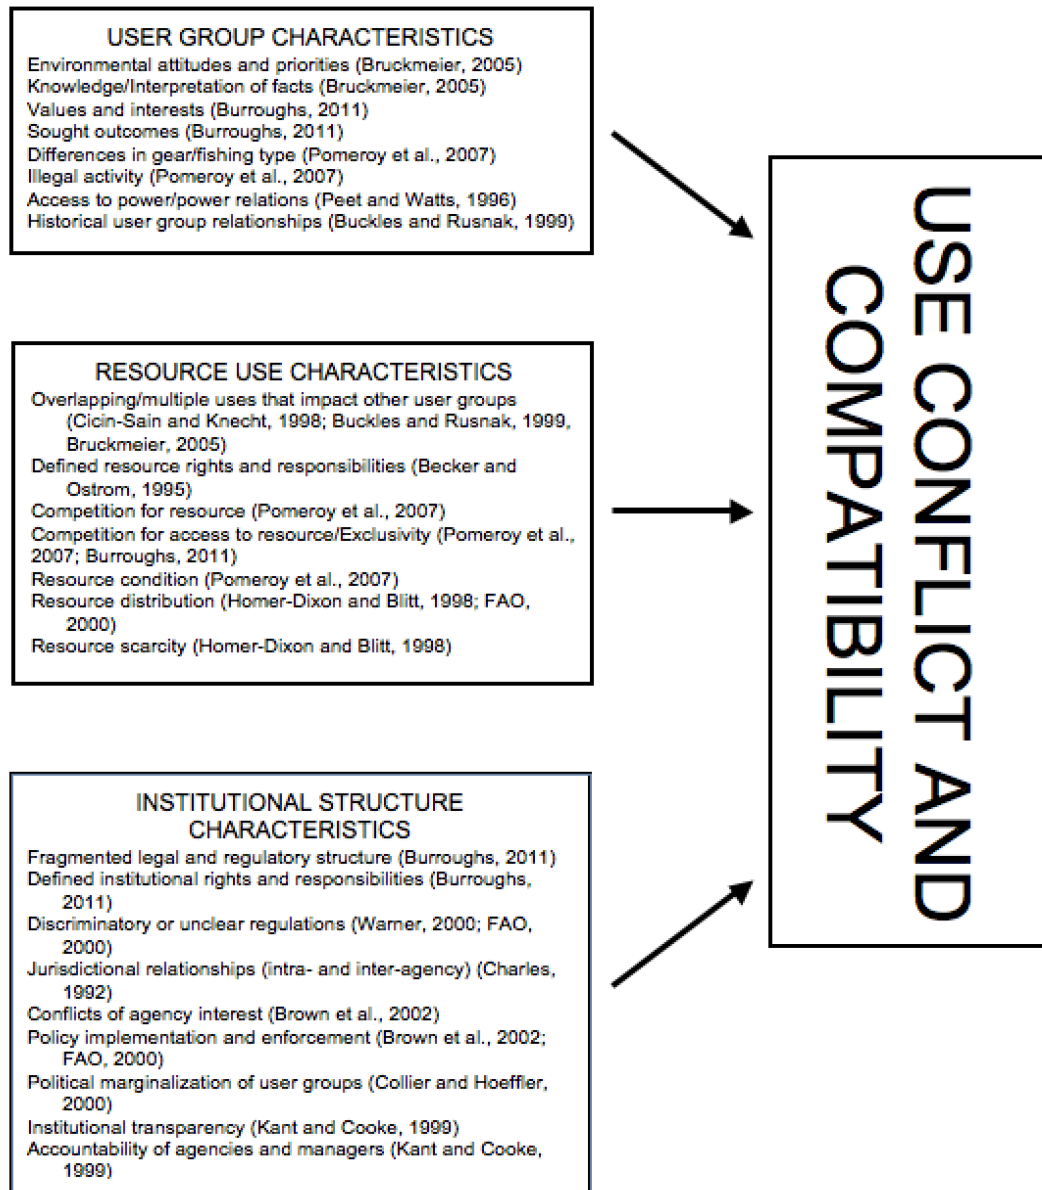 USER GROUP CHARACTERISTICS
Environmental attitudes and priorities (Bruckmeier, 2005)
Knowledge/Interpretation of facts (Bruckmeier, 2005)
Values and interests (Burroughs, 2011)
Sought outcomes (Burroughs, 2011)
Differences in gear/fishing type (Pomeroy et al., 2007)
Illegal activity (Pomeroy et al., 2007)
Access to power/power relations (Peet and Watts, 1996)
Historical user group relationships (Buckles and Rusnak, 1999)
RESOURCE USE CHARACTERISTICS
Overlapping/multiple uses that impact other user groups
(Cicin-Sain and Knecht, 1998; Buckles and Rusnak, 1999,
Bruckmeier, 2005)
Defined resource rights and responsibilities (Becker and
Ostrom, 1995)
Competition for resource (Pomeroy et al., 2007)
Competition for access to resource/Exclusivity (Pomeroy et al.,
2007; Burroughs, 2011)
Resource condition (Pomeroy et al., 2007)
Resource distribution (Homer-Dixon and Blitt, 1998; FAO,
2000)
Resource scarcity (Homer-Dixon and Blitt, 1998)
INSTITUTIONAL STRUCTURE
CHARACTERISTICS
Fragmented legal and regulatory structure (Burroughs, 2011)
Defined institutional rights and responsibilities (Burroughs,
2011)
Discriminatory or unclear regulations (Warner, 2000; FAO,
2000)
Jurisdictional relationships (intra- and inter-agency) (Charles,
1992)
Conflicts of agency interest (Brown et al., 2002)
Policy implementation and enforcement (Brown et al., 2002;
FAO, 2000)
Political marginalization of user groups (Collier and Hoeffler,
2000)
Institutional transparency (Kant and Cooke, 1999)
Accountability of agencies and managers (Kant and Cooke,
1999)
USE CONFLICT AND
COMPATIBILITY